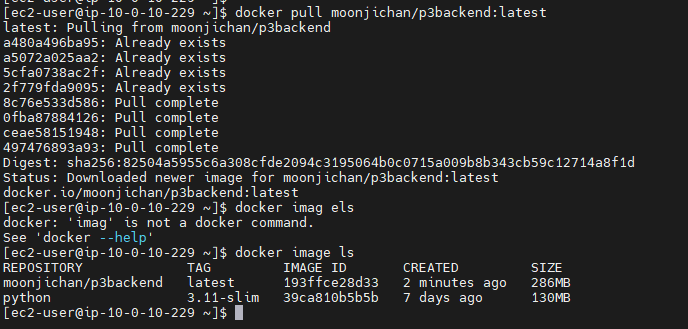 [ec2-user@ip-10-0-10-229 ~]$ docker pull moonjichan/p3backend:latest
latest: Pulling from moonjichan/p3backend
a480a496ba95: Already exists
a5072a025aa2: Already exists
5cfa0738ac2f: Already exists
2f779fda9095: Already exists
8c76e533d586: Pull complete
0fba87884126: Pull complete
ceae58151948: Pull complete
497476893a93: Pull complete
Digest: sha256:82504a5955c6a308cfde2094c3195064b0c0715a009b8b343cb59c12714a8f1d
Status: Downloaded newer image for moonjichan/p3backend:latest
docker.io/moonjichan/p3backend:latest
[ec2-user@ip-10-0-10-229 ~]$ docker imag els
docker: 'imag' is not a docker command.
See 'docker --help'
[ec2-user@ip-10-0-10-229 ~]$ docker image ls
REPOSITORY TAG IMAGE ID CREATED SIZE
moonjichan/p3backend latest 193ffce28d33 2 minutes ago 286MB
python 3.11-slim 39ca810b5b5b 7 days ago 130MB
[ec2-user@ip-10-0-10-229 ~]$